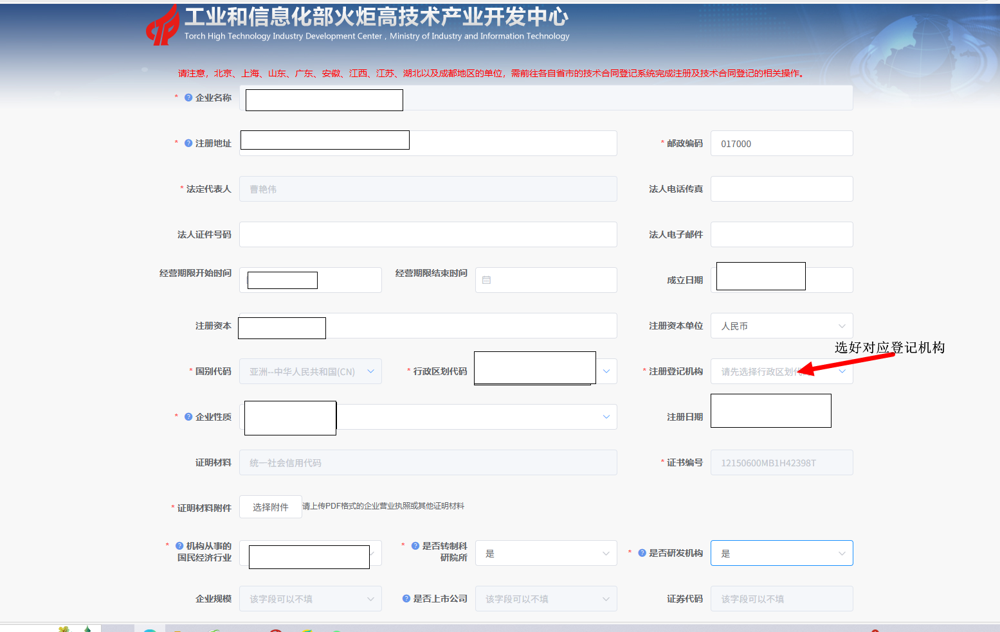 工业和信息化部火炬高技术产业开发中心
Torch High Technology Industry Development Center，Ministry of Industry and Information Technology
请注意，北京、上海、山东、广东、安徽、江西、江苏、湖北以及成都地区的单位，需前往各自省市的技术合同登记系统完成注册及技术合同登记的相关操作。
* ? 企业名称
* ? 注册地址
* 邮政编码 017000
* 法定代表人 曹艳伟
法人电话传真
法人证件号码
法人电子邮件
经营期限开始时间
经营期限结束时间
成立日期
注册资本
注册资本单位 人民币
选好对应登记机构
* 国别代码 亚洲--中华人民共和国(CN)
* 行政区划代码
* 注册登记机构 请先选择行政区划代
* ? 企业性质
注册日期
证明材料 统一社会信用代码
* 证书编号 12150600MB1H42398T
* 证明材料附件 选择附件 请上传PDF格式的企业营业执照或其他证明材料
* ? 机构从事的
国民经济行业
* ? 是否转制科
研院所 是
* ? 是否研发机构 是
企业规模 该字段可以不填
? 是否上市公司 该字段可以不填
证券代码 该字段可以不填